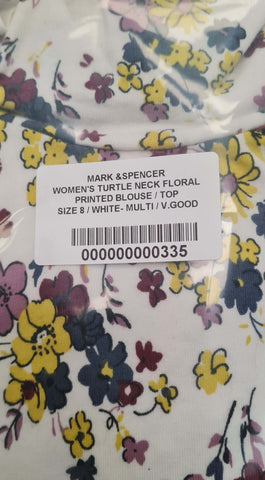 MARK &SPENCER
WOMEN'S TURTLE NECK FLORAL
PRINTED BLOUSE / TOP
SIZE 8 / WHITE- MULTI / V.GOOD
000000000335